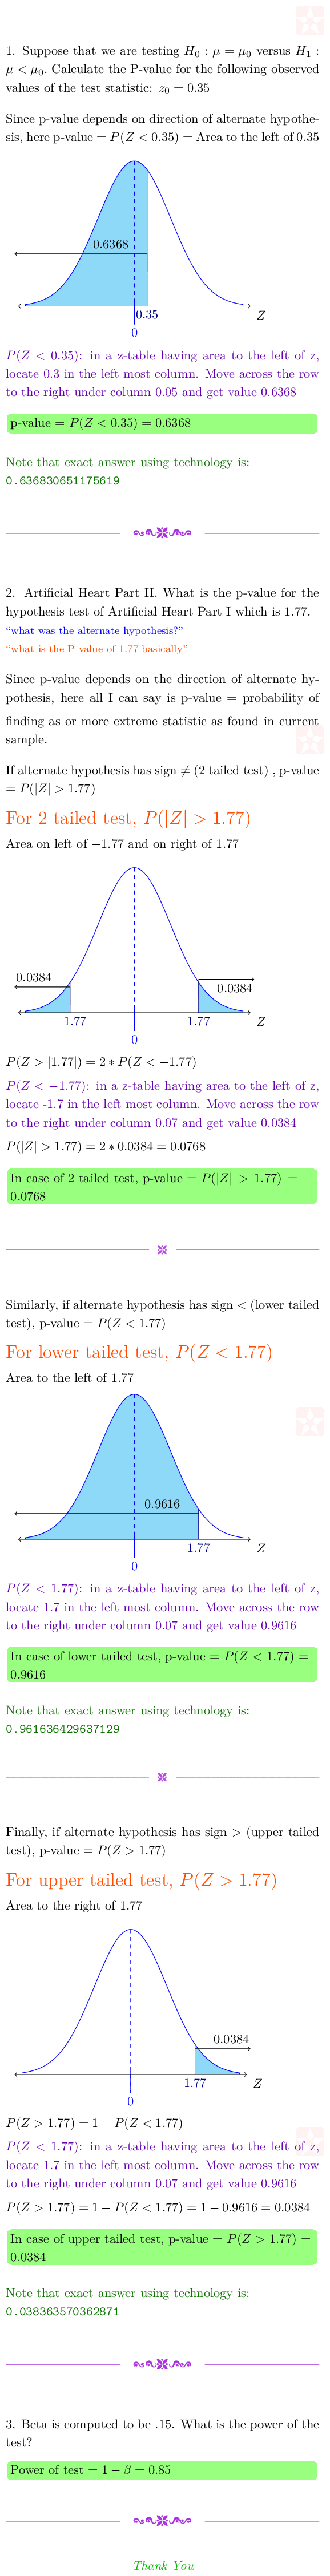 1. Suppose that we are testing H₀ : μ = μ₀ versus H₁ :
μ < μ₀. Calculate the P-value for the following observed
values of the test statistic: z₀ = 0.35
Since p-value depends on direction of alternate hypothe-
sis, here p-value = P(Z < 0.35) = Area to the left of 0.35
0.6368
0.35
Z
0
P(Z < 0.35): in a z-table having area to the left of z,
locate 0.3 in the left most column. Move across the row
to the right under column 0.05 and get value 0.6368
p-value = P(Z < 0.35) = 0.6368
Note that exact answer using technology is:
0.636830651175619
2. Artificial Heart Part II. What is the p-value for the
hypothesis test of Artificial Heart Part I which is 1.77.
“what was the alternate hypothesis?”
“what is the P value of 1.77 basically”
Since p-value depends on the direction of alternate hy-
pothesis, here all I can say is p-value = probability of
finding as or more extreme statistic as found in current
sample.
If alternate hypothesis has sign ≠ (2 tailed test) , p-value
= P(|Z| > 1.77)
For 2 tailed test, P(|Z| > 1.77)
Area on left of −1.77 and on right of 1.77
0.0384
0.0384
−1.77
1.77
Z
0
P(Z > |1.77|) = 2 ∗ P(Z < −1.77)
P(Z < −1.77): in a z-table having area to the left of z,
locate -1.7 in the left most column. Move across the row
to the right under column 0.07 and get value 0.0384
P(|Z| > 1.77) = 2 ∗ 0.0384 = 0.0768
In case of 2 tailed test, p-value = P(|Z| > 1.77) =
0.0768
Similarly, if alternate hypothesis has sign < (lower tailed
test), p-value = P(Z < 1.77)
For lower tailed test, P(Z < 1.77)
Area to the left of 1.77
0.9616
1.77
Z
0
P(Z < 1.77): in a z-table having area to the left of z,
locate 1.7 in the left most column. Move across the row
to the right under column 0.07 and get value 0.9616
In case of lower tailed test, p-value = P(Z < 1.77) =
0.9616
Note that exact answer using technology is:
0.961636429637129
Finally, if alternate hypothesis has sign > (upper tailed
test), p-value = P(Z > 1.77)
For upper tailed test, P(Z > 1.77)
Area to the right of 1.77
0.0384
1.77
Z
0
P(Z > 1.77) = 1 − P(Z < 1.77)
P(Z < 1.77): in a z-table having area to the left of z,
locate 1.7 in the left most column. Move across the row
to the right under column 0.07 and get value 0.9616
P(Z > 1.77) = 1 − P(Z < 1.77) = 1 − 0.9616 = 0.0384
In case of upper tailed test, p-value = P(Z > 1.77) =
0.0384
Note that exact answer using technology is:
0.038363570362871
3. Beta is computed to be .15. What is the power of the
test?
Power of test = 1 − β = 0.85
Thank You